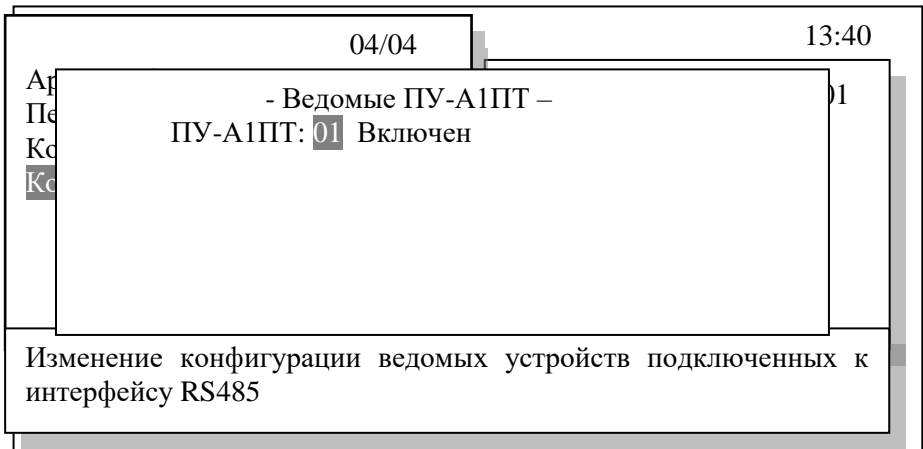 04/04
13:40
- Ведомые ПУ-А1ПТ –
ПУ-А1ПТ: 01 Включен
Изменение конфигурации ведомых устройств подключенных к
интерфейсу RS485